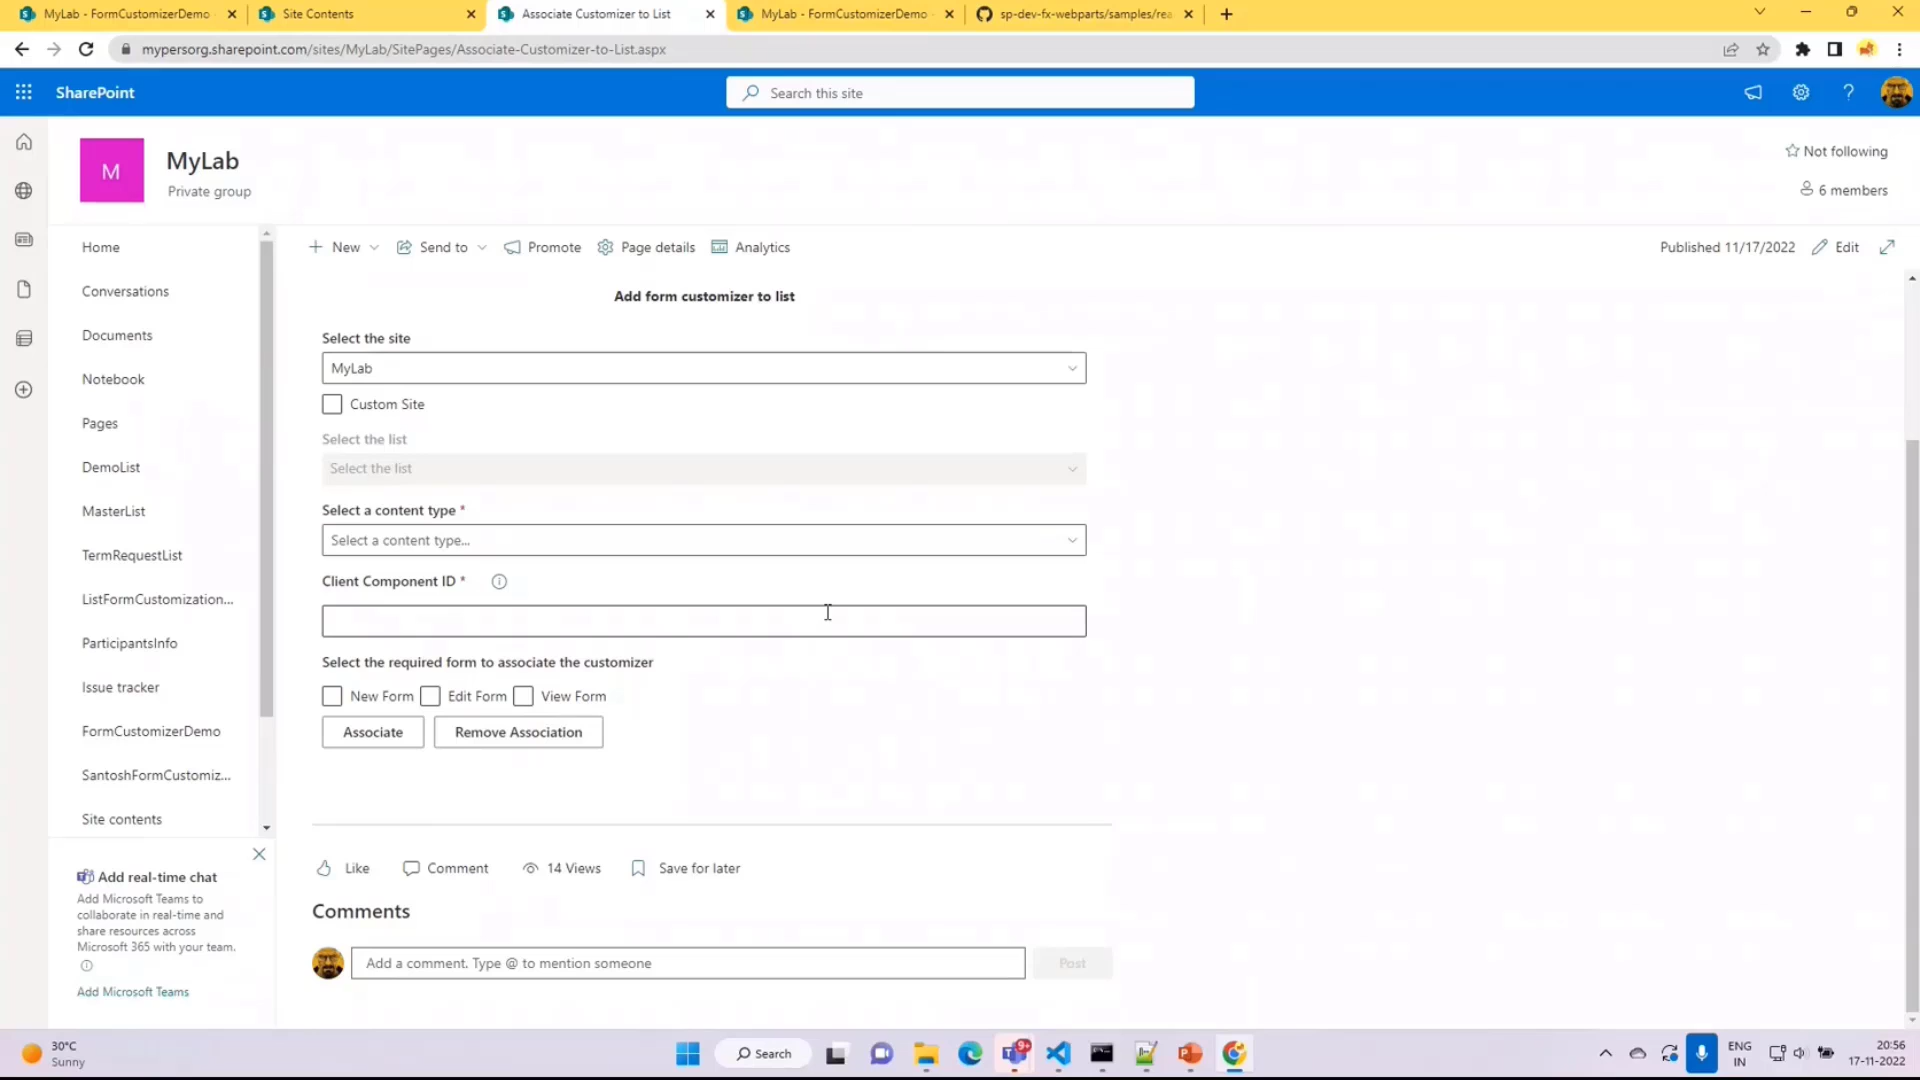 MyLab - FormCustomizerDemo
Site Contents
Associate Customizer to List
MyLab - FormCustomizerDemo
sp-dev-fx-webparts/samples/rea
mypersorg.sharepoint.com/sites/MyLab/SitePages/Associate-Customizer-to-List.aspx
SharePoint
Search this site
M
MyLab
Private group
Not following
6 members
Home
Conversations
Documents
Notebook
Pages
DemoList
MasterList
TermRequestList
ListFormCustomization...
ParticipantsInfo
Issue tracker
FormCustomizerDemo
SantoshFormCustomiz...
Site contents
New
Send to
Promote
Page details
Analytics
Published 11/17/2022
Edit
Add form customizer to list
Select the site
MyLab
Custom Site
Select the list
Select the list
Select a content type *
Select a content type...
Client Component ID *
Select the required form to associate the customizer
New Form
Edit Form
View Form
Associate
Remove Association
Like
Comment
14 Views
Save for later
Comments
Add a comment. Type @ to mention someone
Post
Add real-time chat
Add Microsoft Teams to
collaborate in real-time and
share resources across
Microsoft 365 with your team.
Add Microsoft Teams
30°C
Sunny
Search
9+
ENG
IN
20:56
17-11-2022